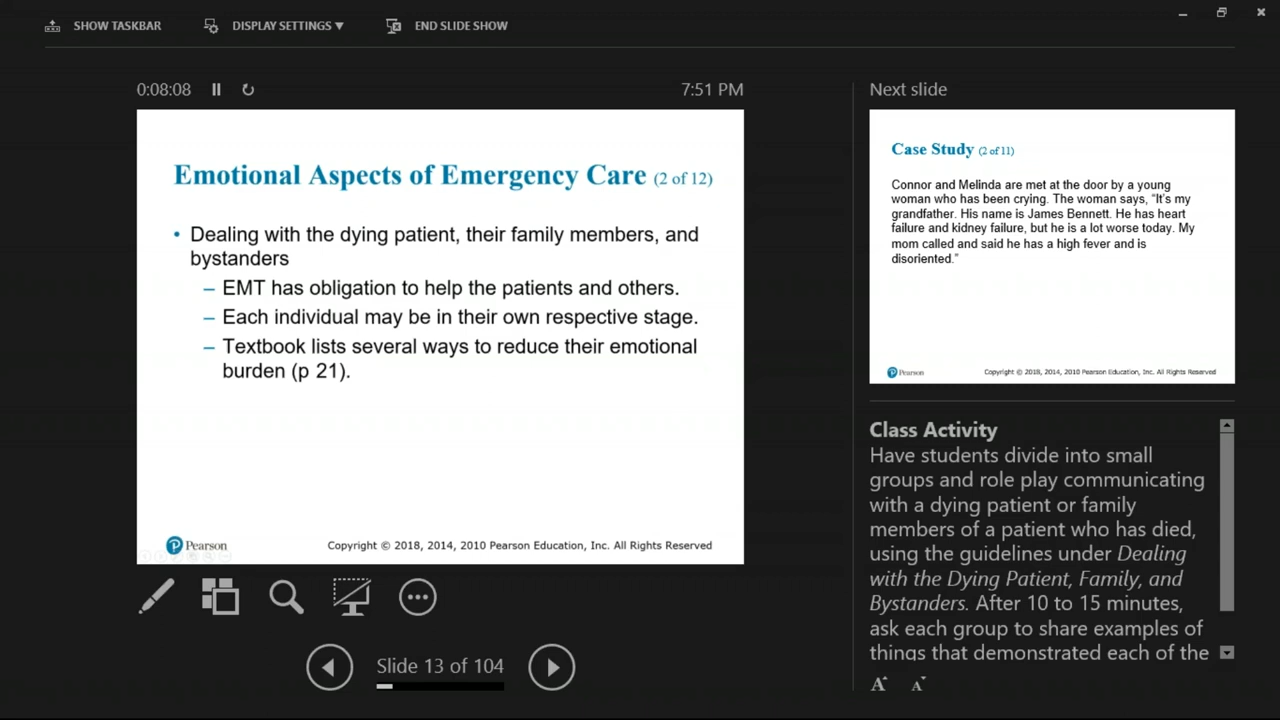 SHOW TASKBAR
DISPLAY SETTINGS ▼
END SLIDE SHOW
0:08:08
7:51 PM
Emotional Aspects of Emergency Care (2 of 12)
• Dealing with the dying patient, their family members, and
bystanders
– EMT has obligation to help the patients and others.
– Each individual may be in their own respective stage.
– Textbook lists several ways to reduce their emotional
burden (p 21).
Pearson
Copyright © 2018, 2014, 2010 Pearson Education, Inc. All Rights Reserved
Slide 13 of 104
Next slide
Case Study (2 of 11)
Connor and Melinda are met at the door by a young
woman who has been crying. The woman says, “It’s my
grandfather. His name is James Bennett. He has heart
failure and kidney failure, but he is a lot worse today. My
mom called and said he has a high fever and is
disoriented.”
Pearson
Copyright © 2018, 2014, 2010 Pearson Education, Inc. All Rights Reserved
Class Activity
Have students divide into small
groups and role play communicating
with a dying patient or family
members of a patient who has died,
using the guidelines under Dealing
with the Dying Patient, Family, and
Bystanders. After 10 to 15 minutes,
ask each group to share examples of
things that demonstrated each of the
A A